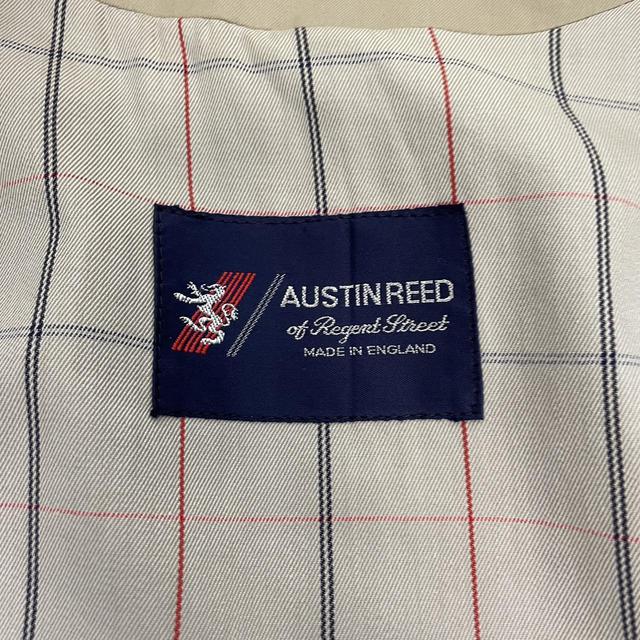 AUSTIN REED
of Regent Street
MADE IN ENGLAND